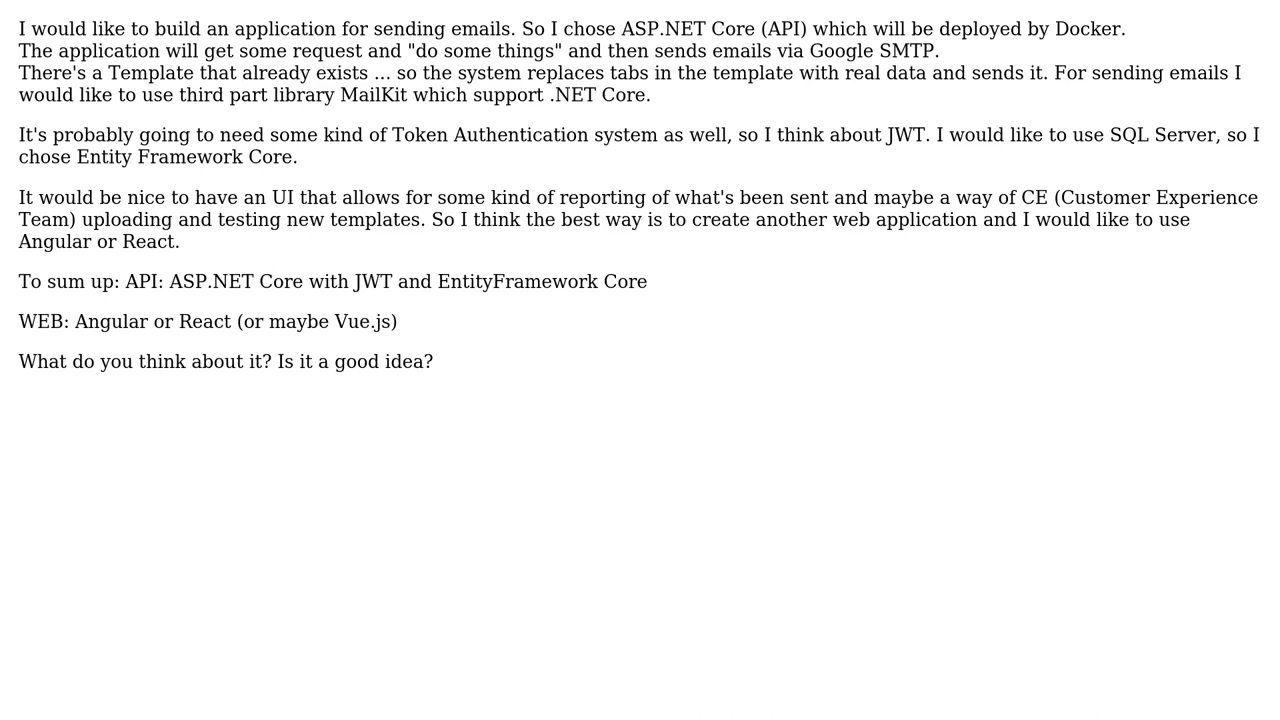 I would like to build an application for sending emails. So I chose ASP.NET Core (API) which will be deployed by Docker.
The application will get some request and "do some things" and then sends emails via Google SMTP.
There's a Template that already exists ... so the system replaces tabs in the template with real data and sends it. For sending emails I
would like to use third part library MailKit which support .NET Core.
It's probably going to need some kind of Token Authentication system as well, so I think about JWT. I would like to use SQL Server, so I
chose Entity Framework Core.
It would be nice to have an UI that allows for some kind of reporting of what's been sent and maybe a way of CE (Customer Experience
Team) uploading and testing new templates. So I think the best way is to create another web application and I would like to use
Angular or React.
To sum up: API: ASP.NET Core with JWT and EntityFramework Core
WEB: Angular or React (or maybe Vue.js)
What do you think about it? Is it a good idea?